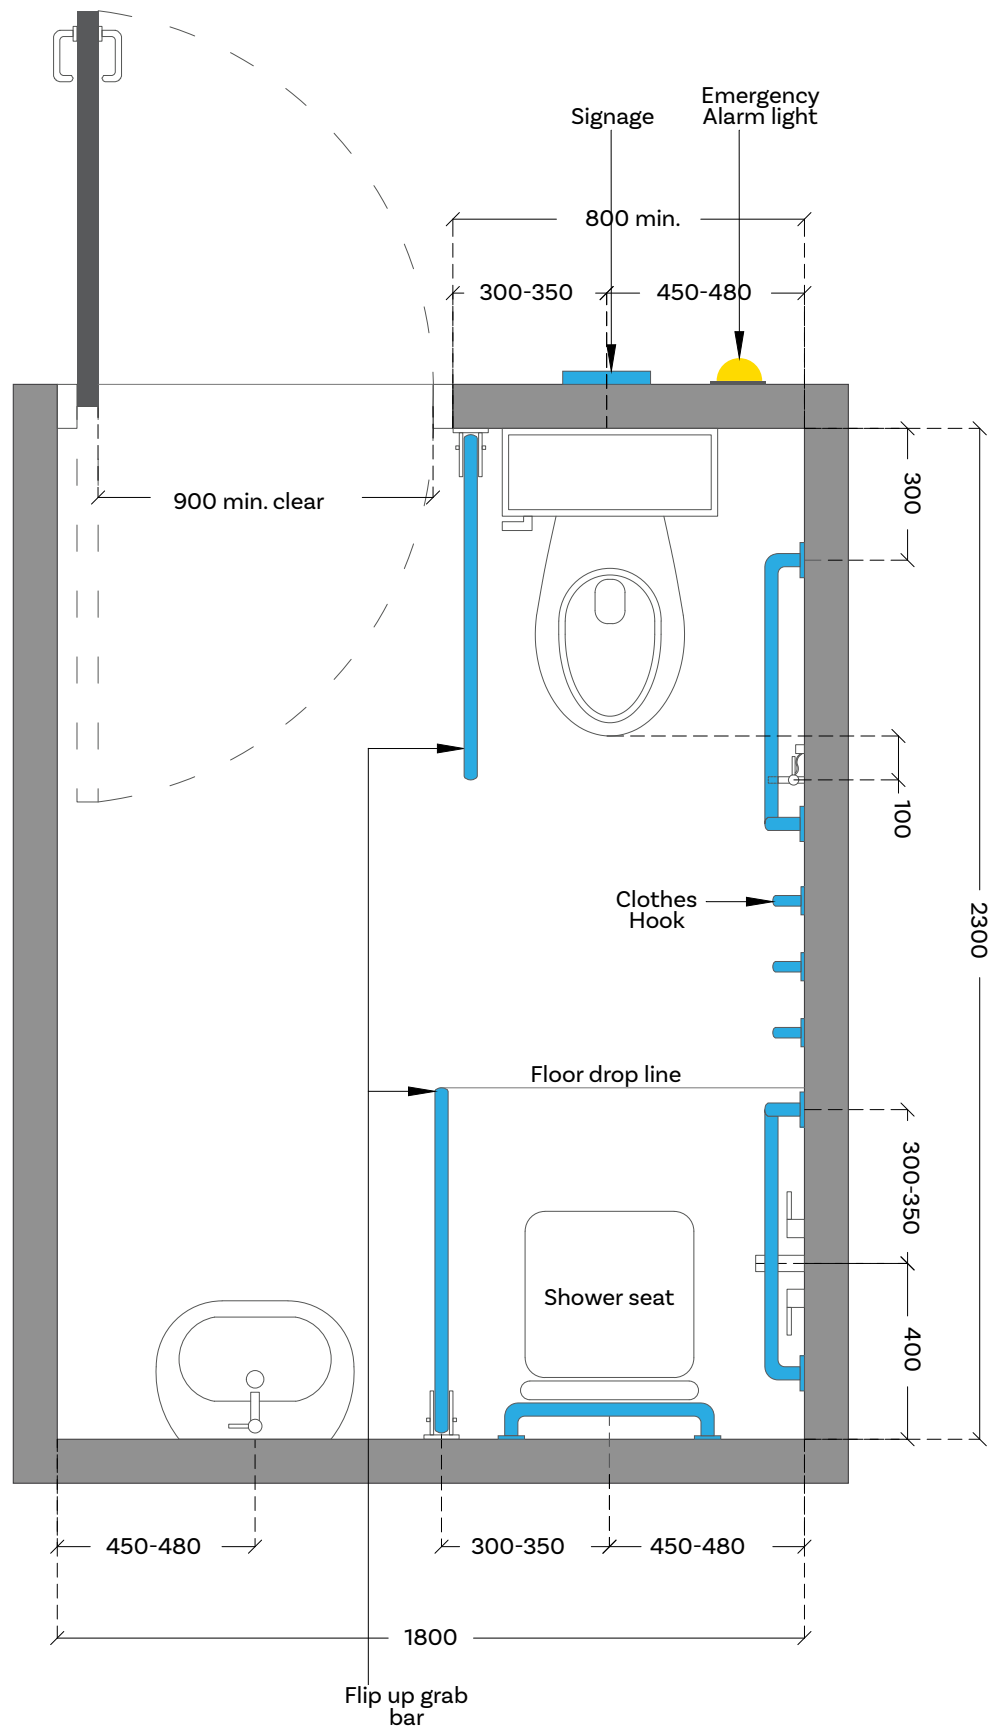 Emergency
Alarm light
Signage
800 min.
300-350
450-480
900 min. clear
300
100
Clothes
Hook
2300
Floor drop line
300-350
Shower seat
400
450-480
300-350
450-480
1800
Flip up grab
bar